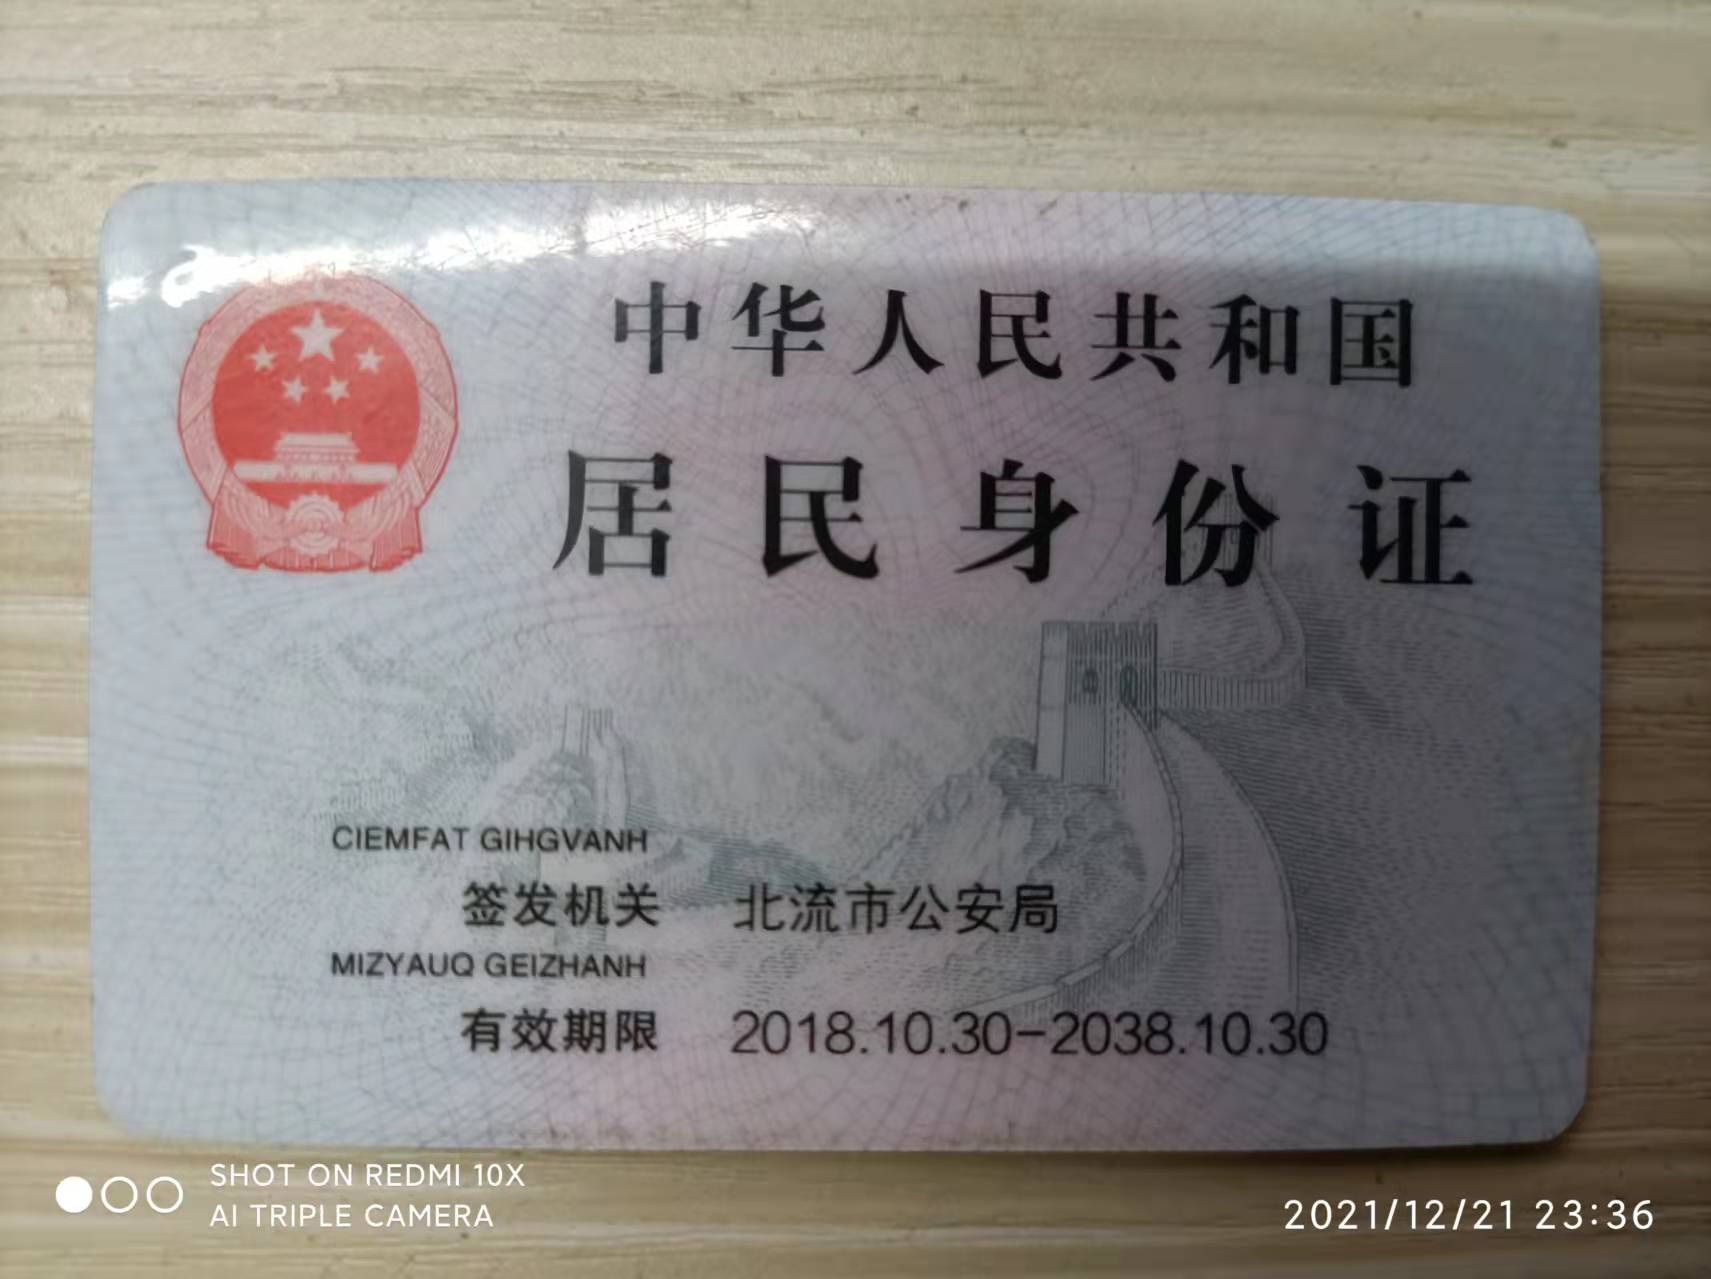 中华人民共和国
居民身份证
CIEMFAT GIHGVANH
签发机关 北流市公安局
MIZYAUQ GEIZHANH
有效期限 2018.10.30-2038.10.30
SHOT ON REDMI 10X
AI TRIPLE CAMERA
2021/12/21 23:36